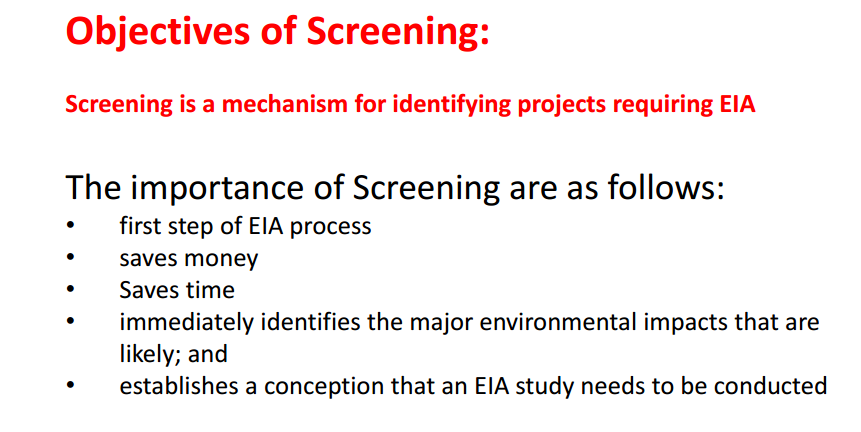 Objectives of Screening:
Screening is a mechanism for identifying projects requiring EIA
The importance of Screening are as follows:
• first step of EIA process
• saves money
• Saves time
• immediately identifies the major environmental impacts that are
likely; and
• establishes a conception that an EIA study needs to be conducted